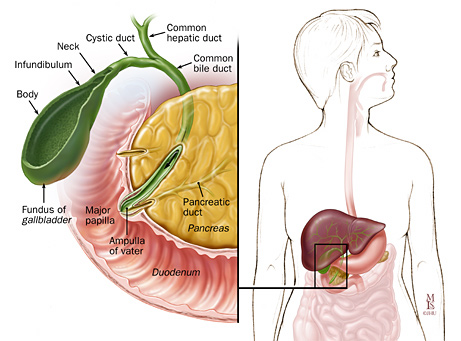 Common
hepatic duct
Cystic duct
Neck
Common
bile duct
Infundibulum
Body
Fundus of
gallbladder
Major
papilla
Pancreatic
duct
Pancreas
Ampulla
of vater
Duodenum